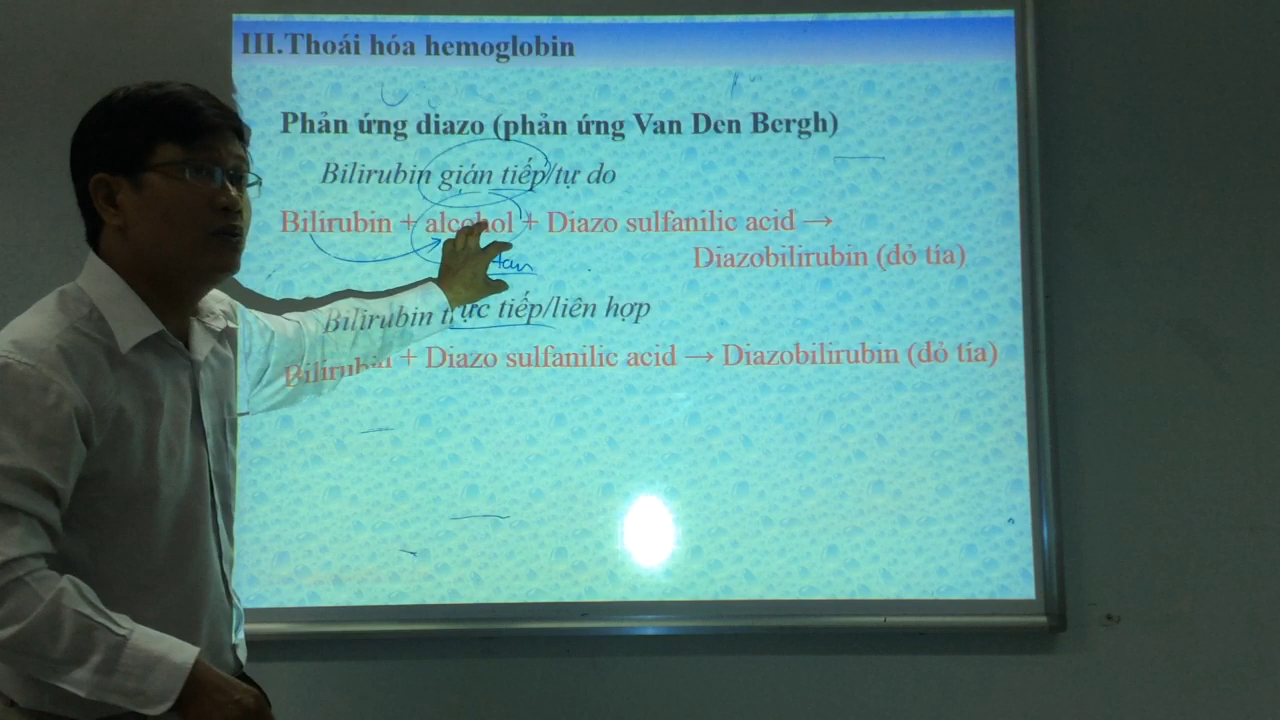 III.Thoái hóa hemoglobin
Phản ứng diazo (phản ứng Van Den Bergh)
Bilirubin gián tiếp/tự do
Bilirubin + alcohol + Diazo sulfanilic acid →
Diazobilirubin (đỏ tía)
tan
Bilirubin trực tiếp/liên hợp
Bilirubin + Diazo sulfanilic acid → Diazobilirubin (đỏ tía)